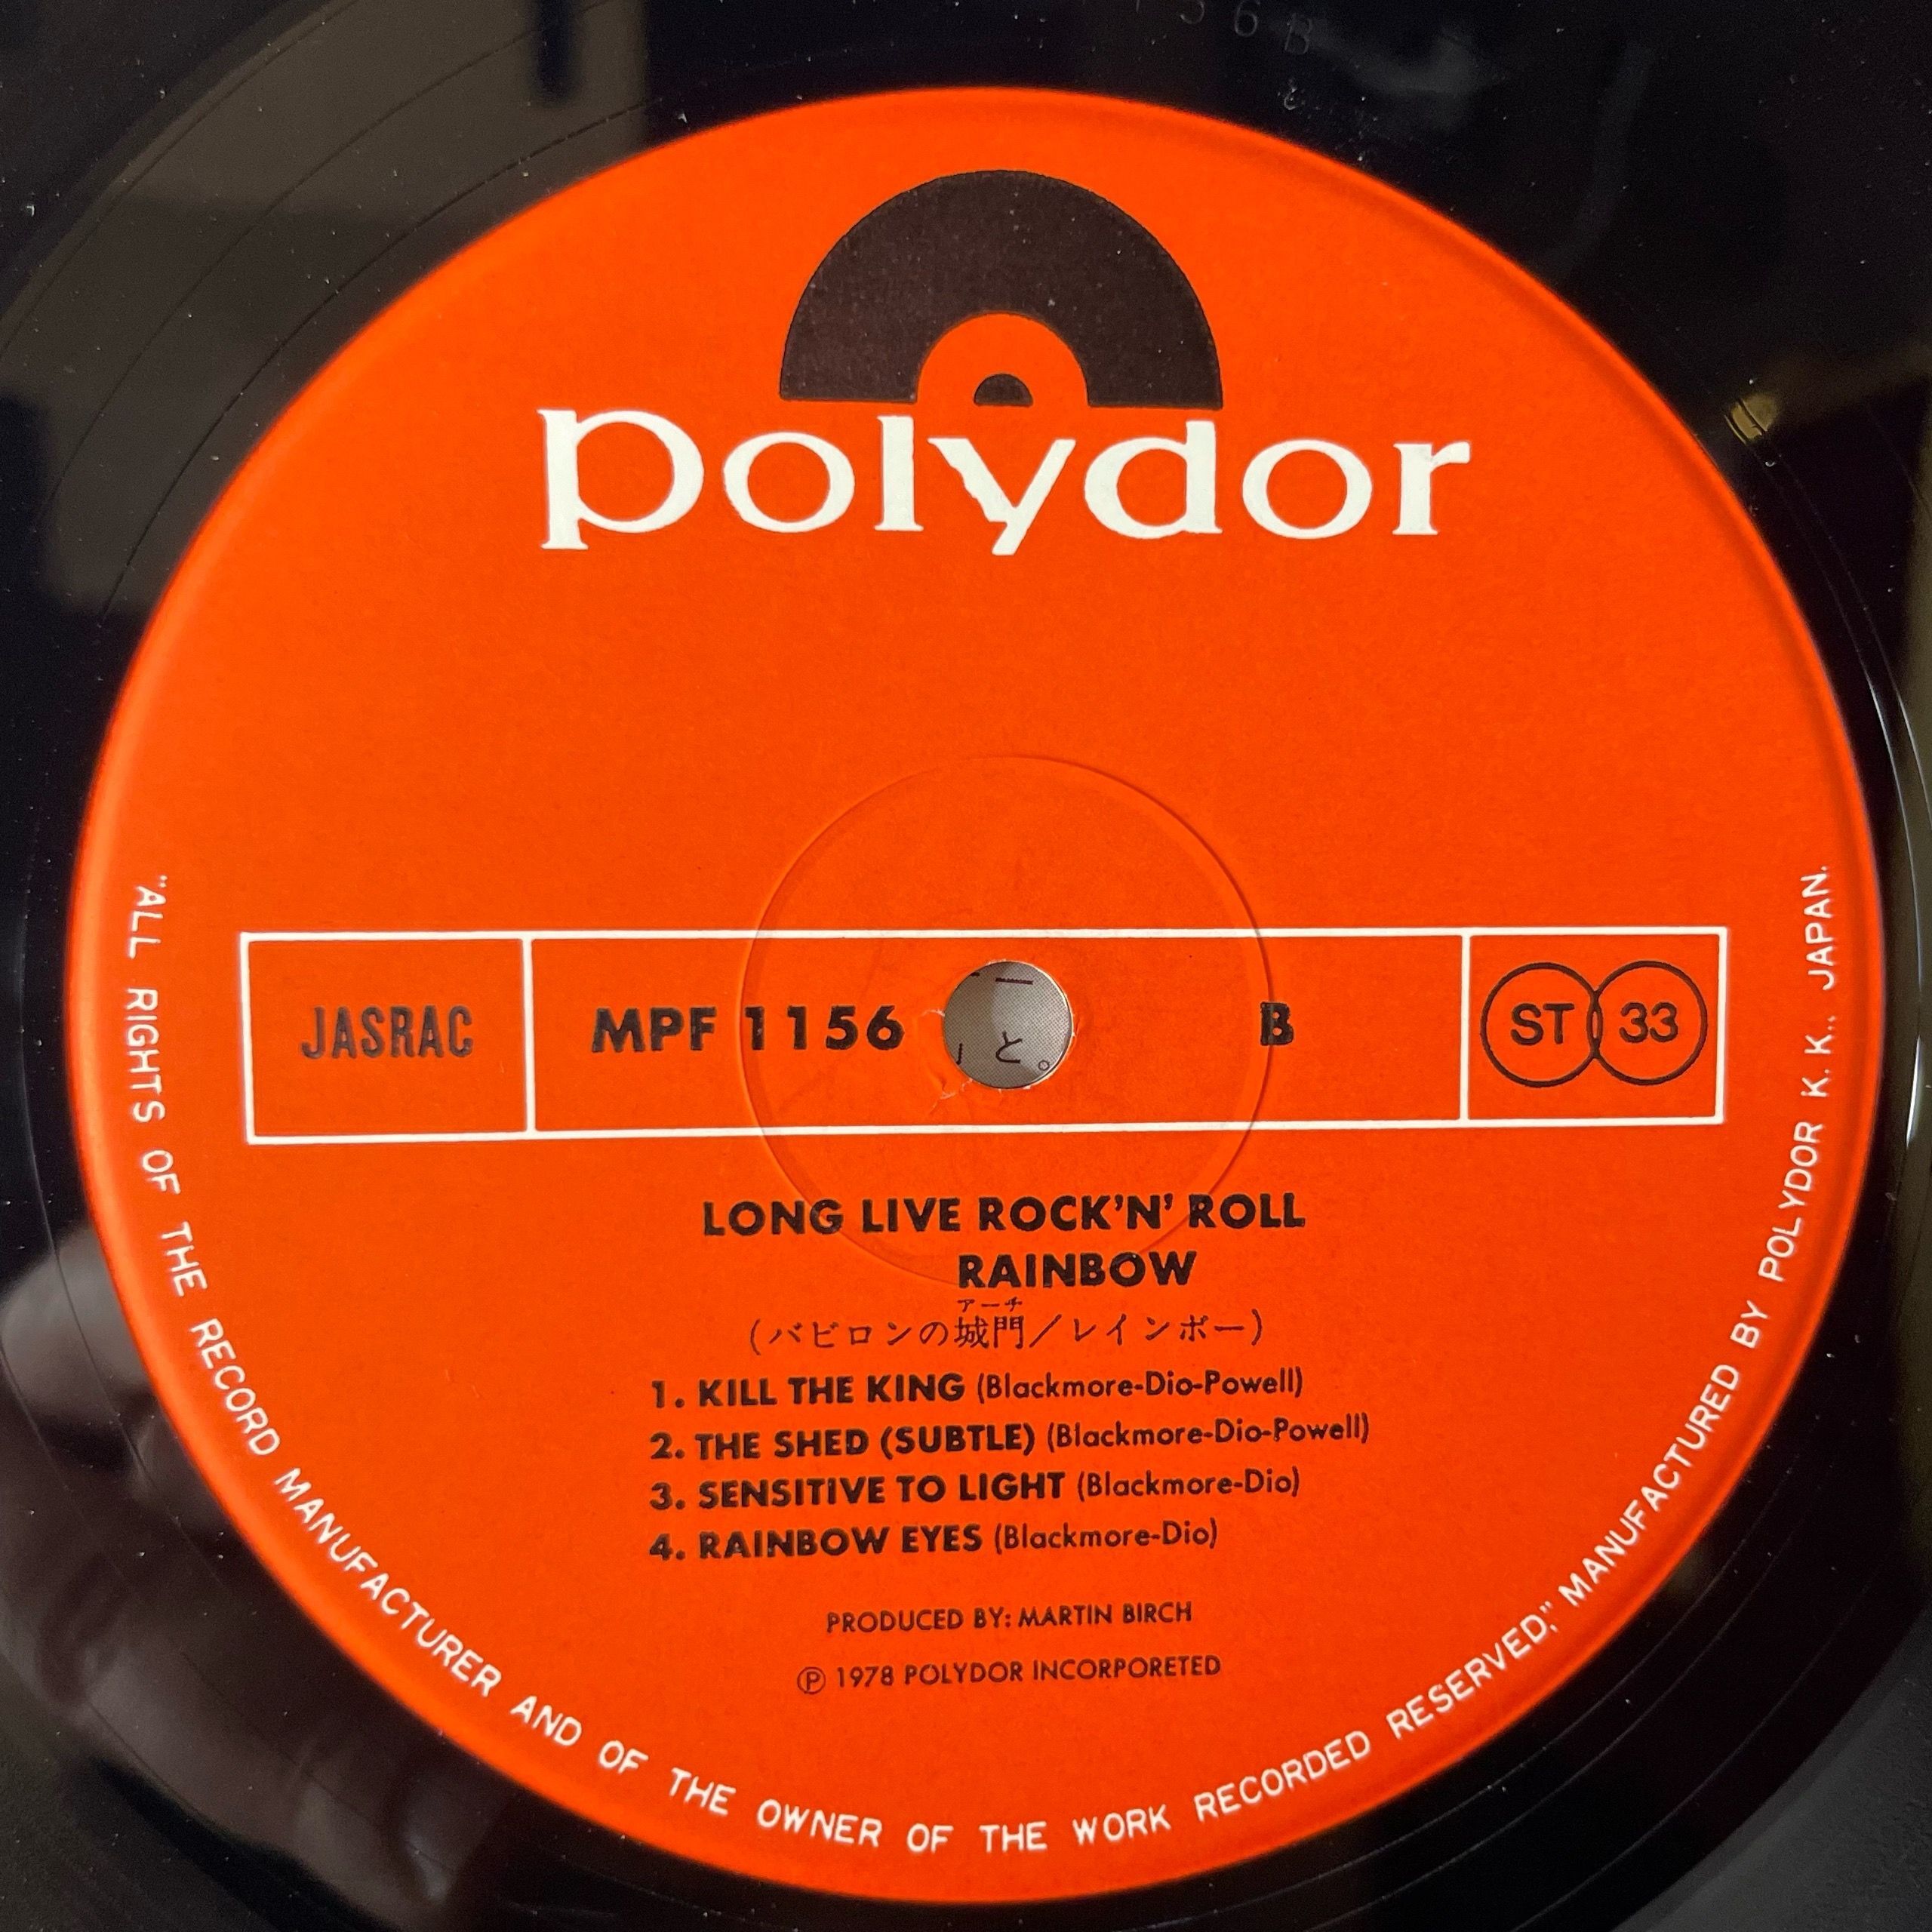 56B
polydor
JASRAC
MPF 1156
と。
B
ST 33
LONG LIVE ROCK'N' ROLL
RAINBOW
アーチ
(バビロンの城門/レインボー)
1. KILL THE KING (Blackmore-Dio-Powell)
2. THE SHED (SUBTLE) (Blackmore-Dio-Powell)
3. SENSITIVE TO LIGHT (Blackmore-Dio)
4. RAINBOW EYES (Blackmore-Dio)
PRODUCED BY: MARTIN BIRCH
Ⓟ 1978 POLYDOR INCORPORETED
"ALL RIGHTS OF THE RECORD MANUFACTURER AND OF THE OWNER OF THE WORK RECORDED RESERVED," MANUFACTURED BY POLYDOR K. K., JAPAN.